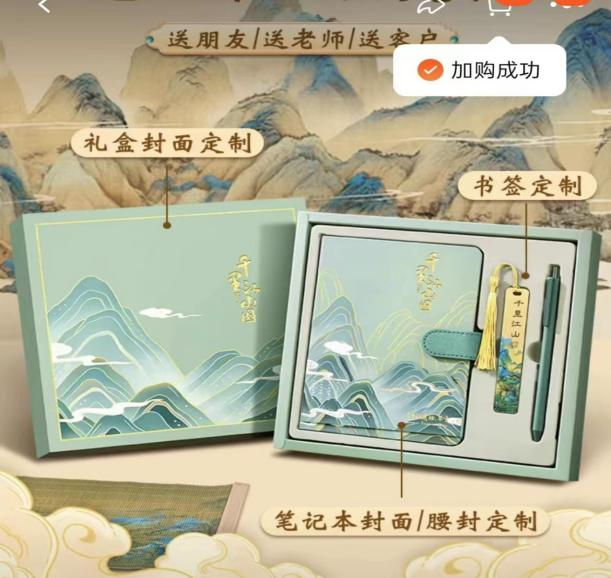 送朋友/送老师/送客户
加购成功
礼盒封面定制
书签定制
千里江山图
千里江山图
千里江山
笔记本封面/腰封定制